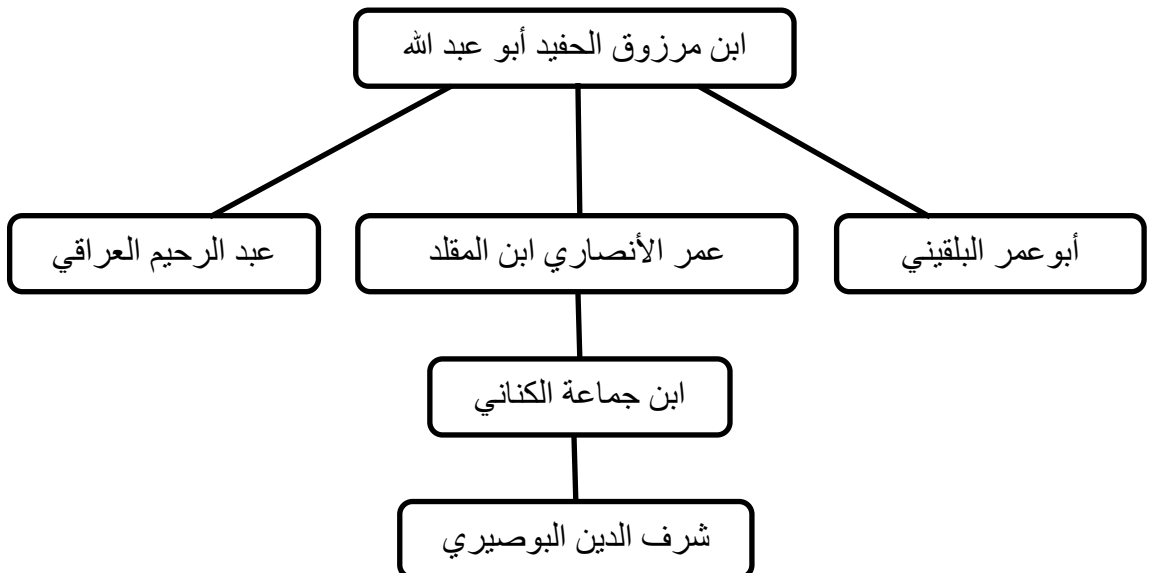 ابن مرزوق الحفيد أبو عبد الله
أبوعمر البلقيني
عمر الأنصاري ابن المقلد
عبد الرحيم العراقي
ابن جماعة الكناني
شرف الدين البوصيري